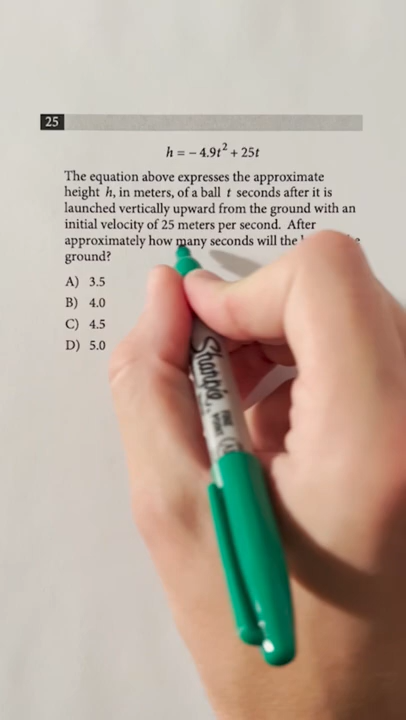 25
h = − 4.9t² + 25t
The equation above expresses the approximate
height h, in meters, of a ball t seconds after it is
launched vertically upward from the ground with an
initial velocity of 25 meters per second. After
approximately how many seconds will the
ground?
A) 3.5
B) 4.0
C) 4.5
D) 5.0
Sharpie
FINE
POINT